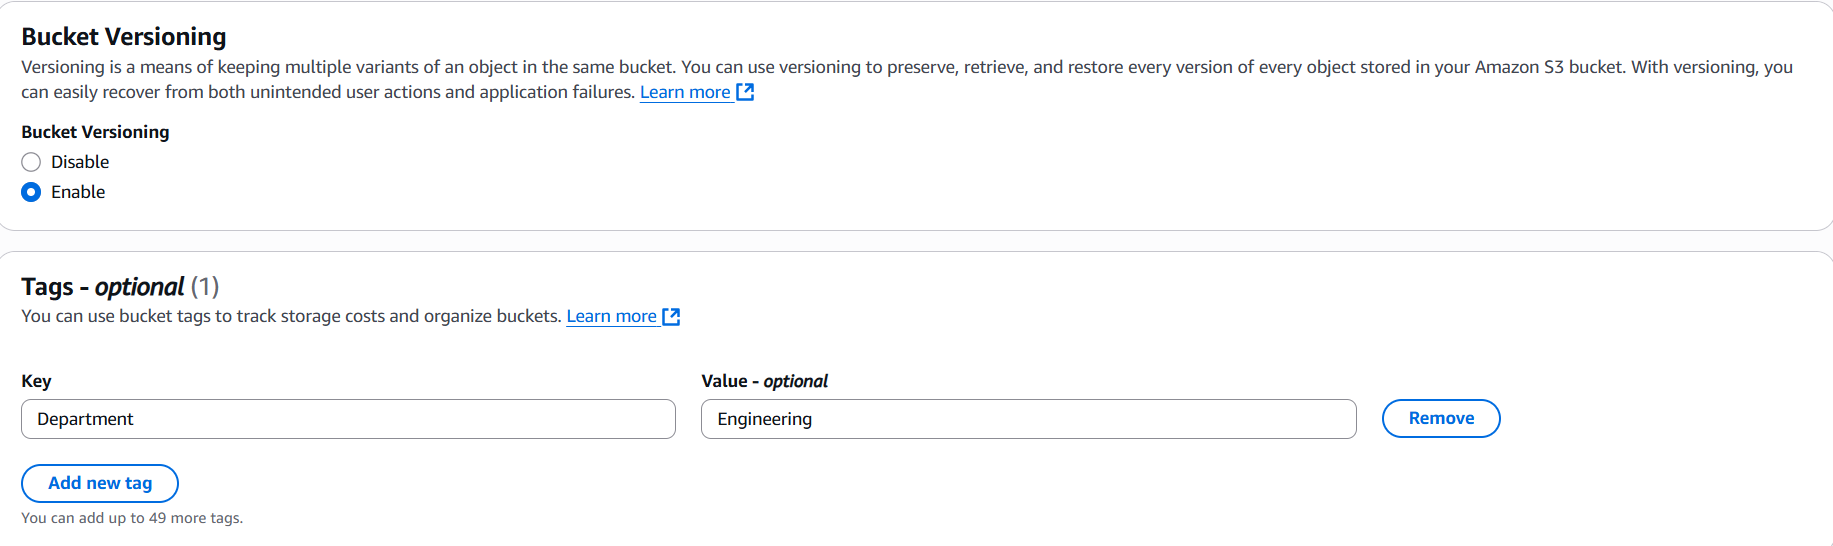 Bucket Versioning
Versioning is a means of keeping multiple variants of an object in the same bucket. You can use versioning to preserve, retrieve, and restore every version of every object stored in your Amazon S3 bucket. With versioning, you
can easily recover from both unintended user actions and application failures. Learn more
Bucket Versioning
Disable
Enable
Tags - optional (1)
You can use bucket tags to track storage costs and organize buckets. Learn more
Key Value - optional
Department Engineering Remove
Add new tag
You can add up to 49 more tags.